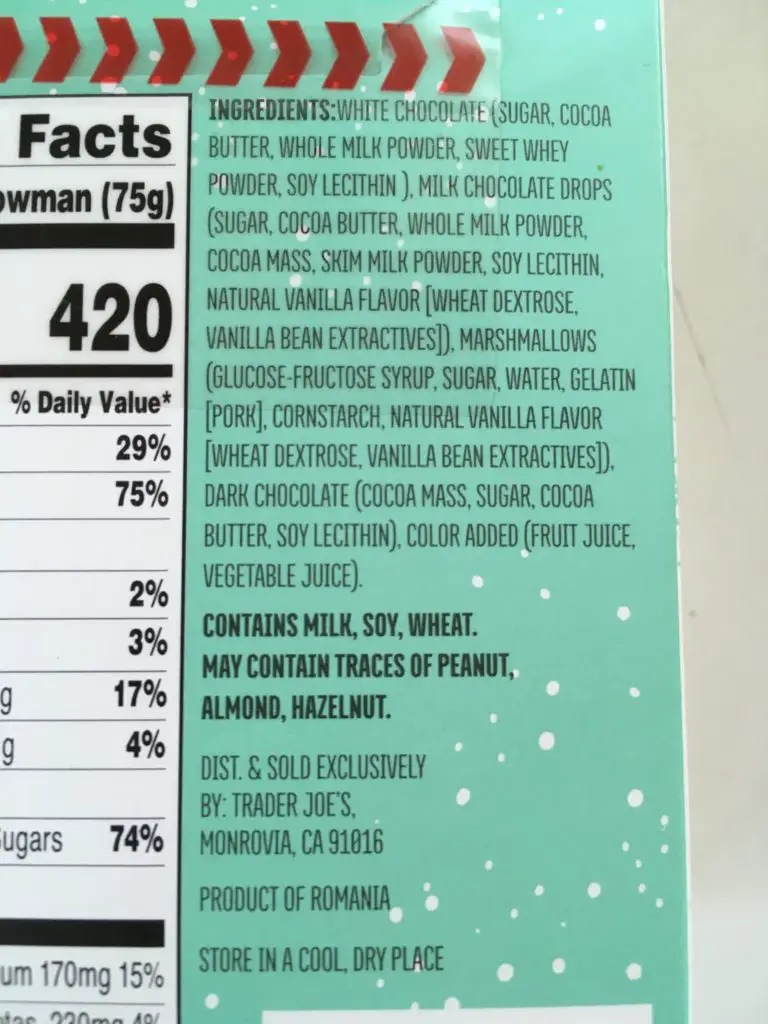 Facts
(75g)
420
% Daily Value*
29%
75%
2%
3%
g 17%
g 4%
74%
170mg 15%
INGREDIENTS:WHITE CHOCOLATE (SUGAR, COCOA
BUTTER, WHOLE MILK POWDER, SWEET WHEY
POWDER, SOY LECITHIN ), MILK CHOCOLATE DROPS
(SUGAR, COCOA BUTTER, WHOLE MILK POWDER,
COCOA MASS, SKIM MILK POWDER, SOY LECITHIN,
NATURAL VANILLA FLAVOR [WHEAT DEXTROSE,
VANILLA BEAN EXTRACTIVES]), MARSHMALLOWS
(GLUCOSE-FRUCTOSE SYRUP, SUGAR, WATER, GELATIN
[PORK], CORNSTARCH, NATURAL VANILLA FLAVOR
[WHEAT DEXTROSE, VANILLA BEAN EXTRACTIVES]),
DARK CHOCOLATE (COCOA MASS, SUGAR, COCOA
BUTTER, SOY LECITHIN), COLOR ADDED (FRUIT JUICE,
VEGETABLE JUICE).
CONTAINS MILK, SOY, WHEAT.
MAY CONTAIN TRACES OF PEANUT,
ALMOND, HAZELNUT.
DIST. & SOLD EXCLUSIVELY
BY: TRADER JOE'S,
MONROVIA, CA 91016
PRODUCT OF ROMANIA
STORE IN A COOL, DRY PLACE